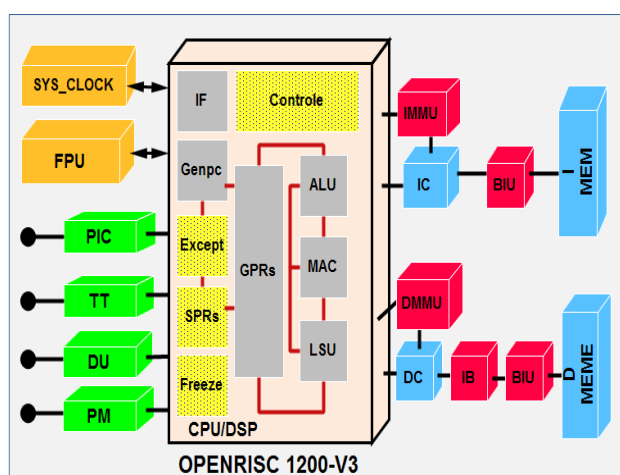 SYS_CLOCK
FPU
PIC
TT
DU
PM
IF
Controle
Genpc
Except
SPRs
Freeze
GPRs
ALU
MAC
LSU
CPU/DSP
IMMU
IC
BIU
I
MEM
DMMU
DC
IB
BIU
D
MEME
OPENRISC 1200-V3